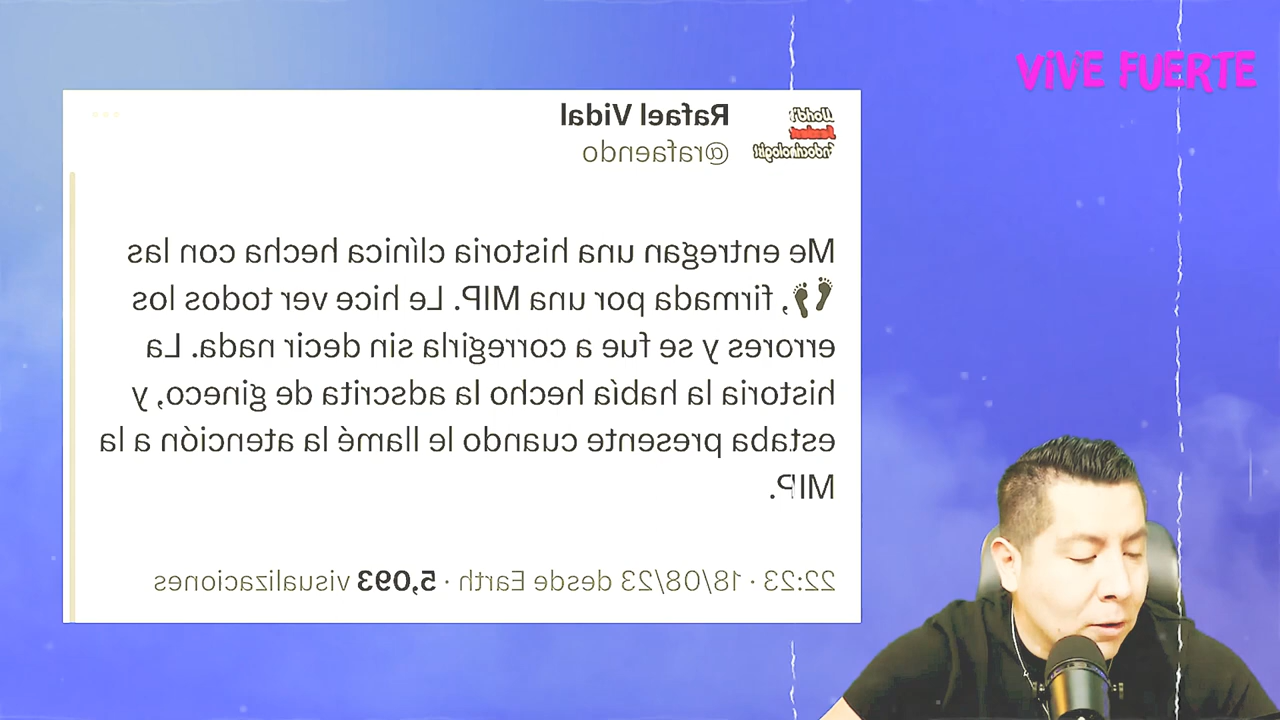 VIVE FUERTE
World's
Sexiest
Endocrinologist
Rafael Vidal
@rafaendo
Me entregan una historia clínica hecha con las
👣, firmada por una MIP. Le hice ver todos los
errores y se fue a corregirla sin decir nada. La
historia la había hecho la adscrita de gineco, y
estaba presente cuando le llamé la atención a la
MIP.
22:23 · 18/08/23 desde Earth · 5,093 visualizaciones